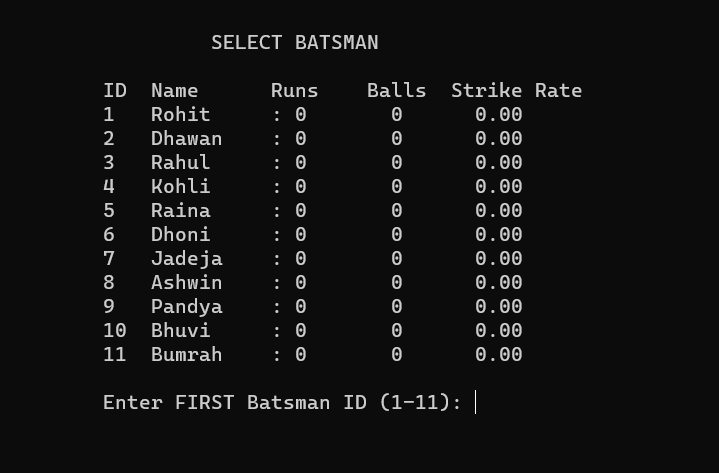 SELECT BATSMAN
ID Name Runs Balls Strike Rate
1 Rohit : 0 0 0.00
2 Dhawan : 0 0 0.00
3 Rahul : 0 0 0.00
4 Kohli : 0 0 0.00
5 Raina : 0 0 0.00
6 Dhoni : 0 0 0.00
7 Jadeja : 0 0 0.00
8 Ashwin : 0 0 0.00
9 Pandya : 0 0 0.00
10 Bhuvi : 0 0 0.00
11 Bumrah : 0 0 0.00
Enter FIRST Batsman ID (1-11):